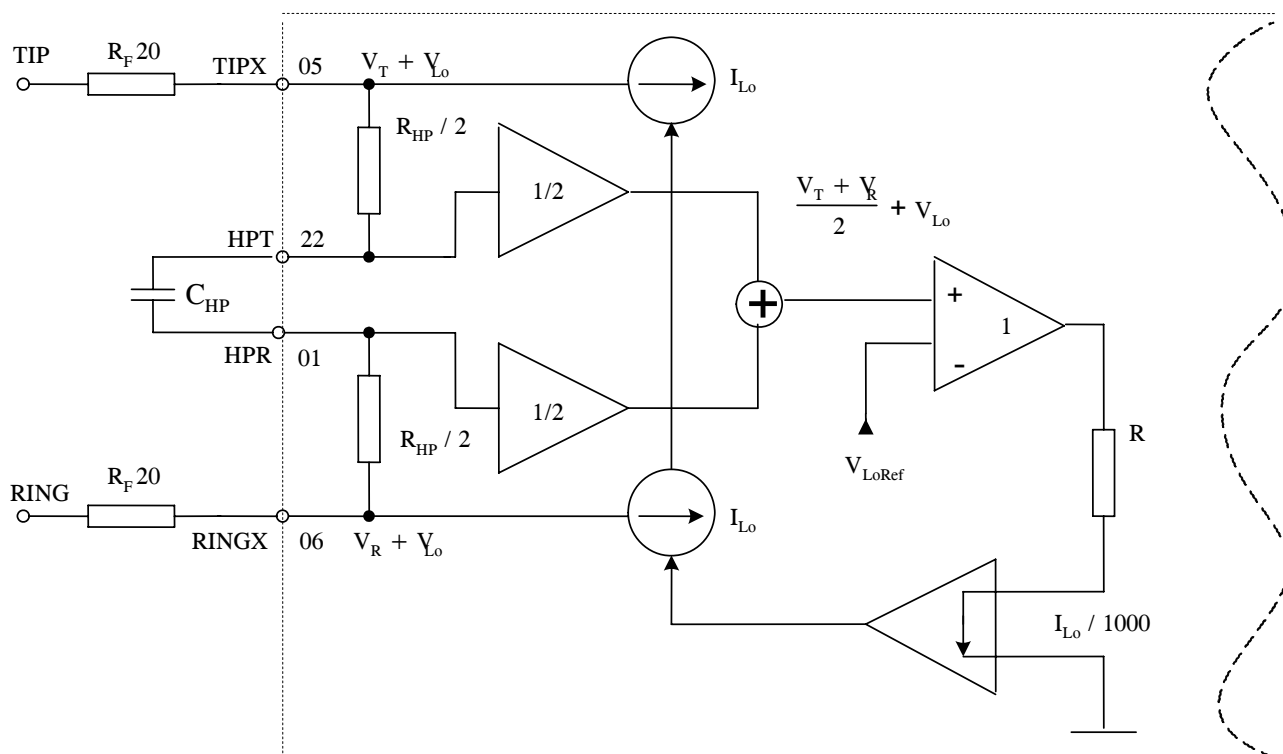 TIP
R_F 20
TIPX
05
V_T + V_Lo
I_Lo
R_HP / 2
1/2
V_T + V_R
2
+ V_Lo
HPT
22
C_HP
+
+
1
-
HPR
01
1/2
R_HP / 2
V_LoRef
R
RING
R_F 20
RINGX
06
V_R + V_Lo
I_Lo
I_Lo / 1000